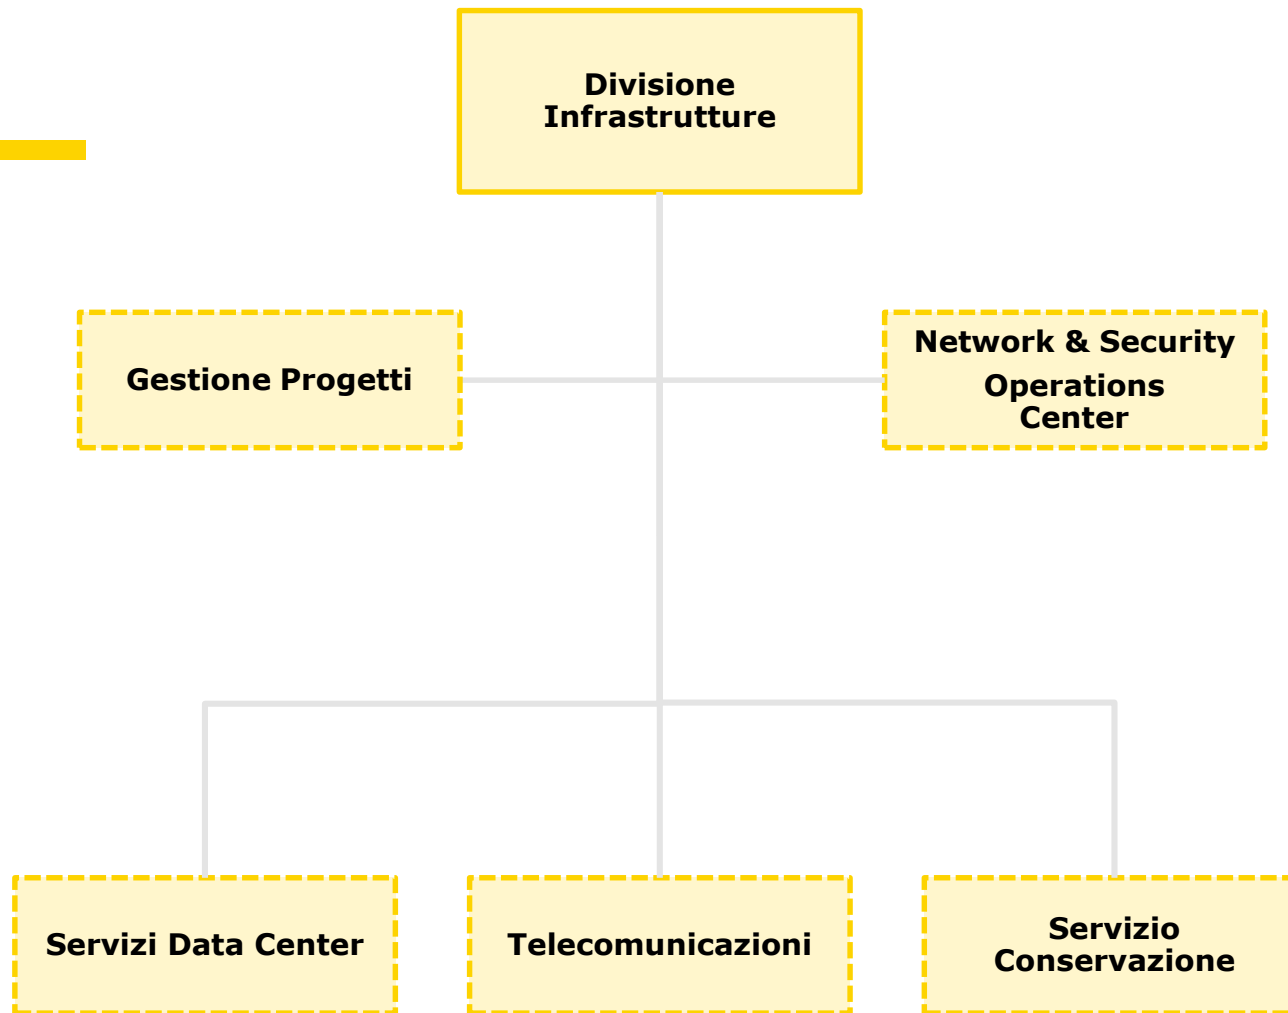 Divisione
Infrastrutture
Gestione Progetti
Network & Security
Operations
Center
Servizi Data Center
Telecomunicazioni
Servizio
Conservazione